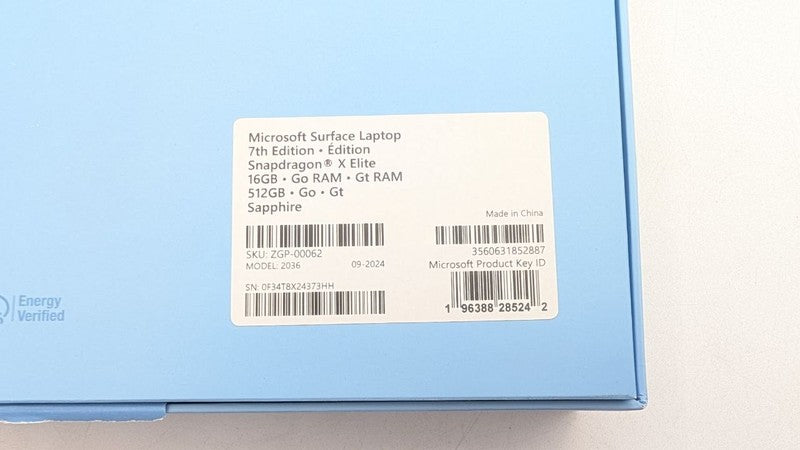 Microsoft Surface Laptop
7th Edition • Édition
Snapdragon® X Elite
16GB • Go RAM • Gt RAM
512GB • Go • Gt
Sapphire
Made in China
SKU: ZGP-00062
MODEL: 2036 09-2024
3560631852887
Microsoft Product Key ID
SN: 0F34T8X24373HH
1 96388 28524 2
Energy
Verified